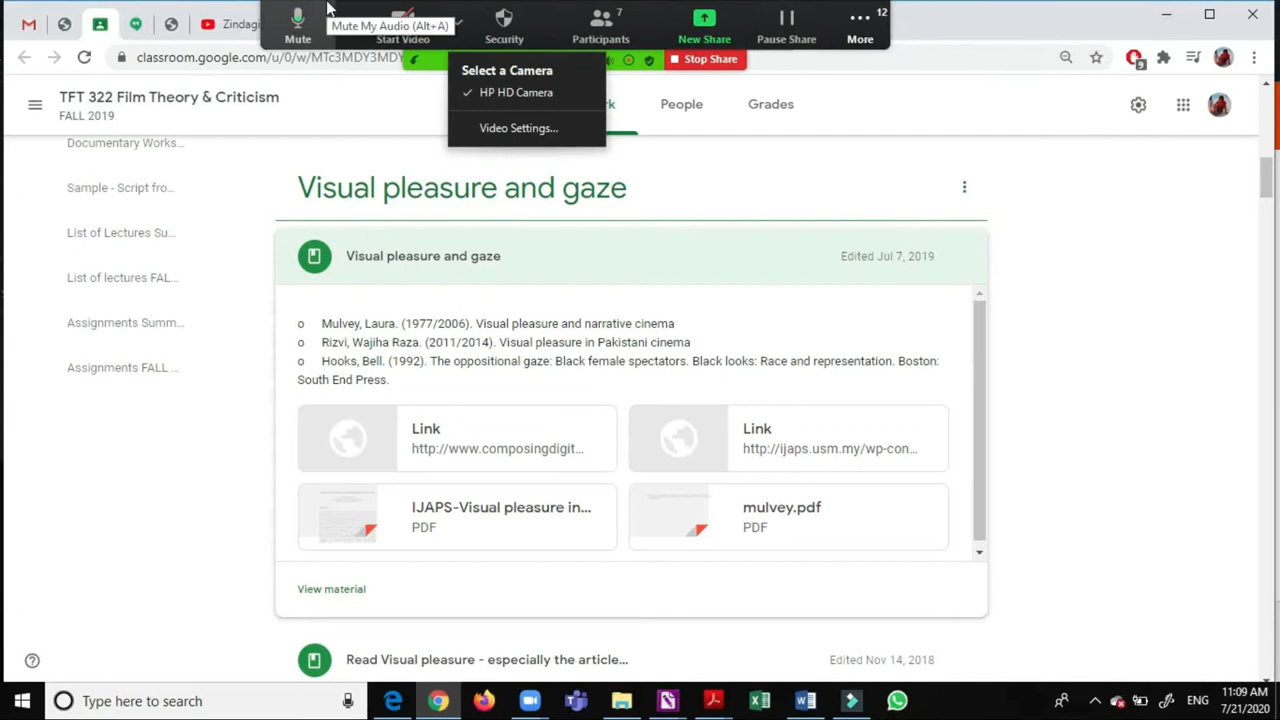 Zindagi
Mute My Audio (Alt+A)
7
12
Mute
Start Video
Security
Participants
New Share
Pause Share
More
classroom.google.com/u/0/w/MTc3MDY3MDY
Stop Share
9
Select a Camera
HP HD Camera
Video Settings...
TFT 322 Film Theory & Criticism
FALL 2019
rk
People
Grades
Documentary Works...
Sample - Script fro...
List of Lectures Su...
List of lectures FAL...
Assignments Summ...
Assignments FALL ...
Visual pleasure and gaze
Visual pleasure and gaze
Edited Jul 7, 2019
o Mulvey, Laura. (1977/2006). Visual pleasure and narrative cinema
o Rizvi, Wajiha Raza. (2011/2014). Visual pleasure in Pakistani cinema
o Hooks, Bell. (1992). The oppositional gaze: Black female spectators. Black looks: Race and representation. Boston:
South End Press.
Link
http://www.composingdigit...
Link
http://ijaps.usm.my/wp-con...
IJAPS-Visual pleasure in...
PDF
mulvey.pdf
PDF
View material
Read Visual pleasure - especially the article...
Edited Nov 14, 2018
Type here to search
ENG
11:09 AM
7/21/2020